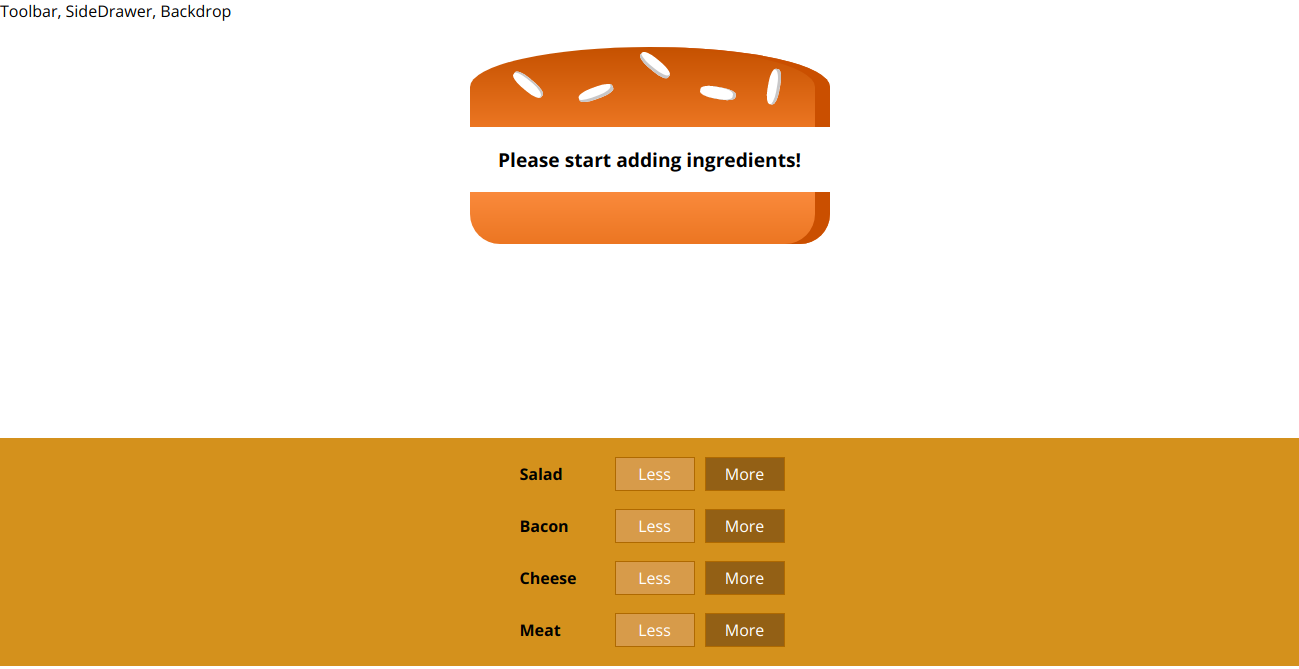 Toolbar, SideDrawer, Backdrop
Please start adding ingredients!
Salad Less More
Bacon Less More
Cheese Less More
Meat Less More